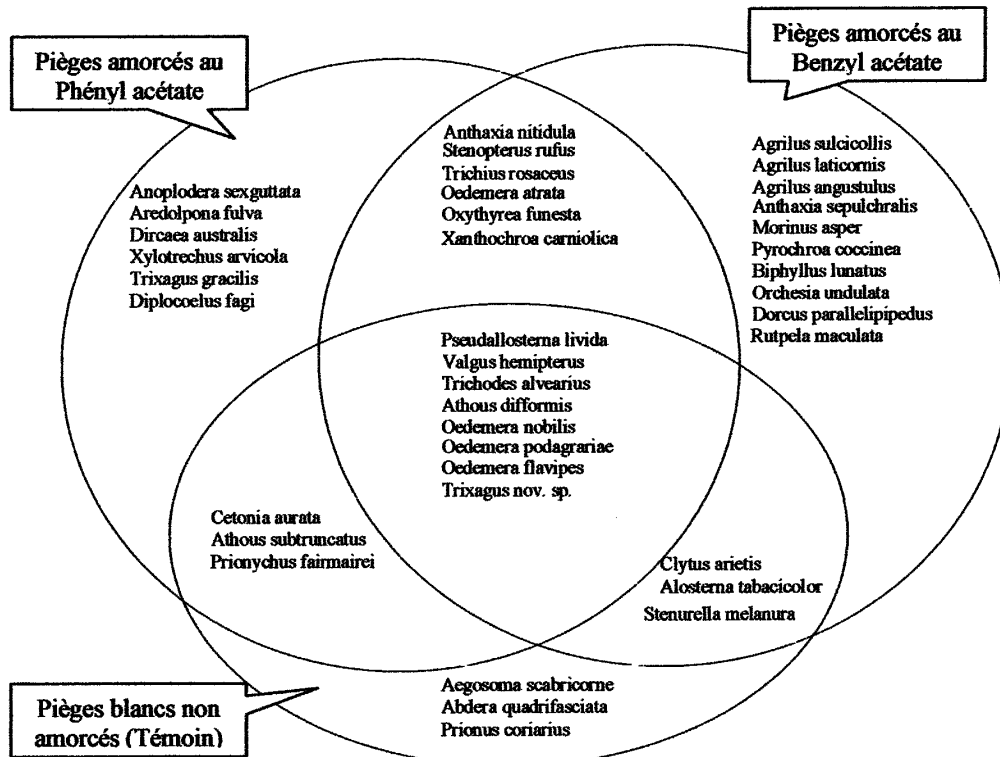 Pièges amorcés au
Phényl acétate
Pièges amorcés au
Benzyl acétate
Anoplodera sexguttata
Aredolpona fulva
Dircaea australis
Xylotrechus arvicola
Trixagus gracilis
Diplocoelus fagi
Anthaxia nitidula
Stenopterus rufus
Trichius rosaceus
Oedemera atrata
Oxythyrea funesta
Xanthochroa carniolica
Agrilus sulcicollis
Agrilus laticornis
Agrilus angustulus
Anthaxia sepulchralis
Morinus asper
Pyrochroa coccinea
Biphyllus lunatus
Orchesia undulata
Dorcus parallelipipedus
Rutpela maculata
Pseudallosterna livida
Valgus hemipterus
Trichodes alvearius
Athous difformis
Oedemera nobilis
Oedemera podagrariae
Oedemera flavipes
Trixagus nov. sp.
Cetonia aurata
Athous subtruncatus
Prionychus fairmairei
Clytus arietis
Alosterna tabacicolor
Stenurella melanura
Aegosoma scabricorne
Abdera quadrifasciata
Prionus coriarius
Pièges blancs non
amorcés (Témoin)